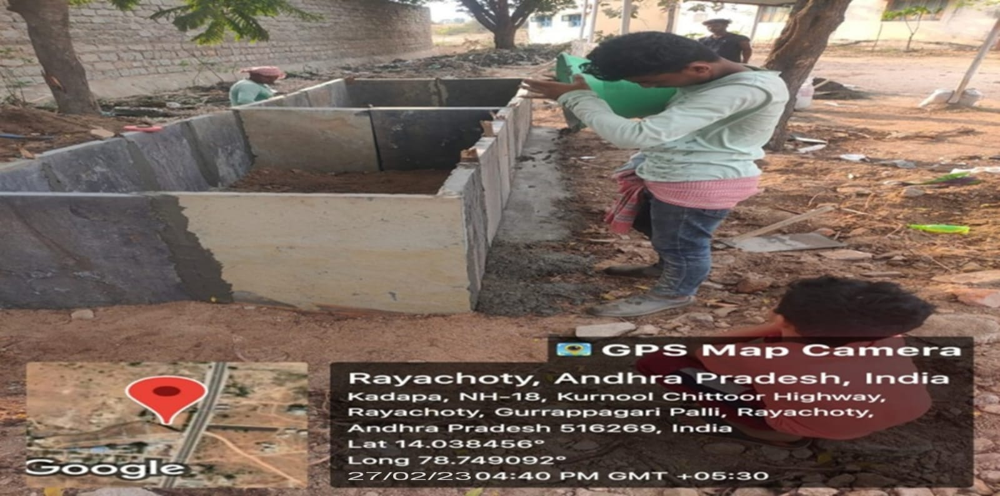 GPS Map Camera
Rayachoty, Andhra Pradesh, India
Kadapa, NH-18, Kurnool Chittoor Highway,
Rayachoty, Gurrappagari Palli, Rayachoty,
Andhra Pradesh 516269, India
Lat 14.038456°
Long 78.749092°
27/02/23 04:40 PM GMT +05:30
Google